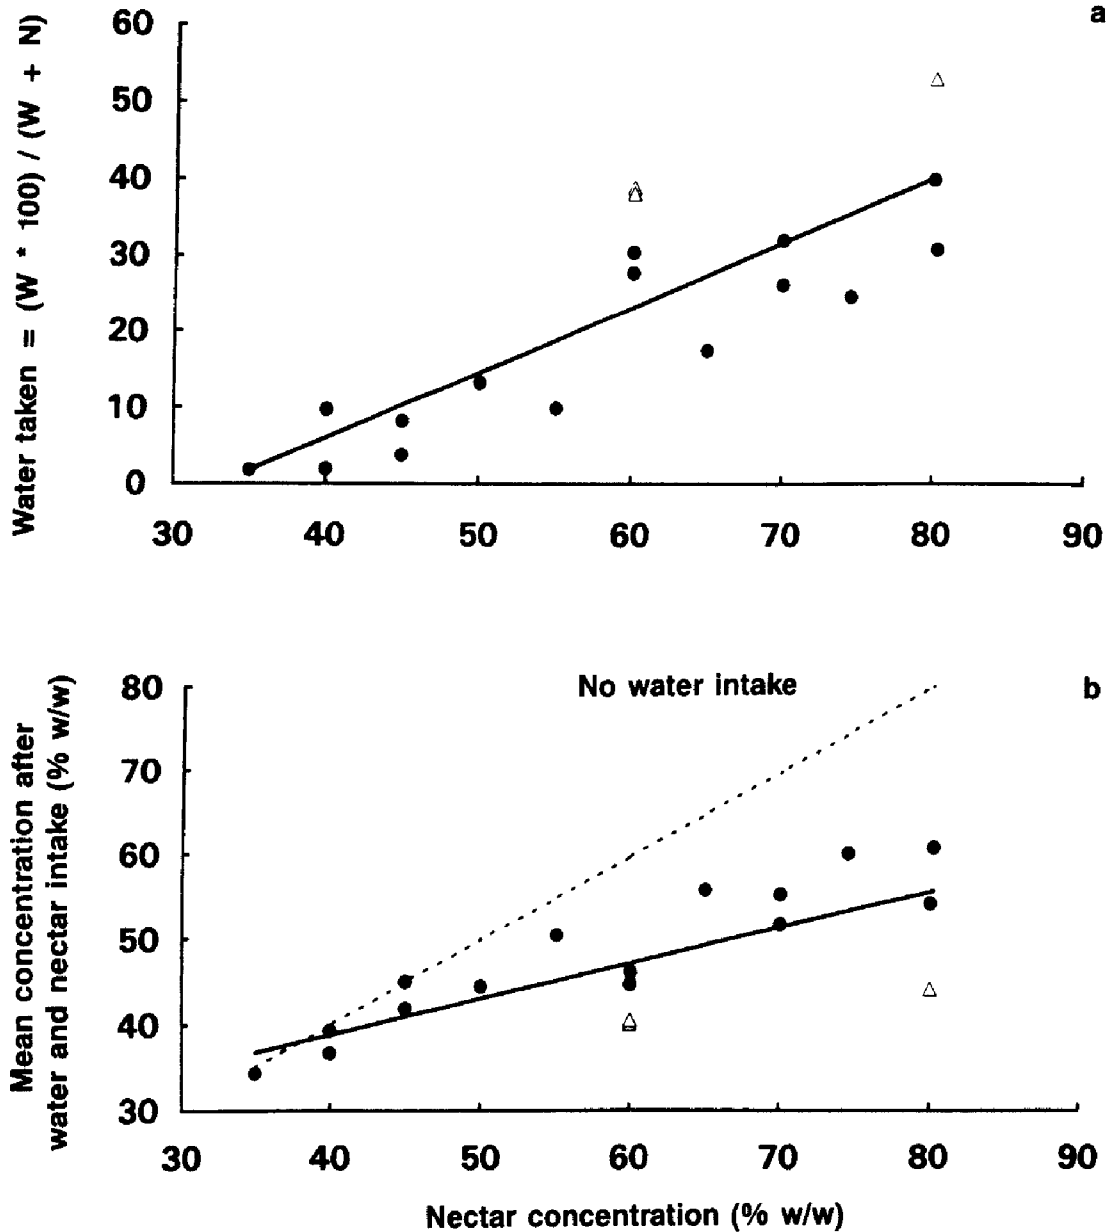 a
Water taken = (W * 100) / (W + N)
60
50
40
30
20
10
0
30 40 50 60 70 80 90
No water intake
b
Mean concentration after
water and nectar intake (% w/w)
80
70
60
50
40
30
30 40 50 60 70 80 90
Nectar concentration (% w/w)